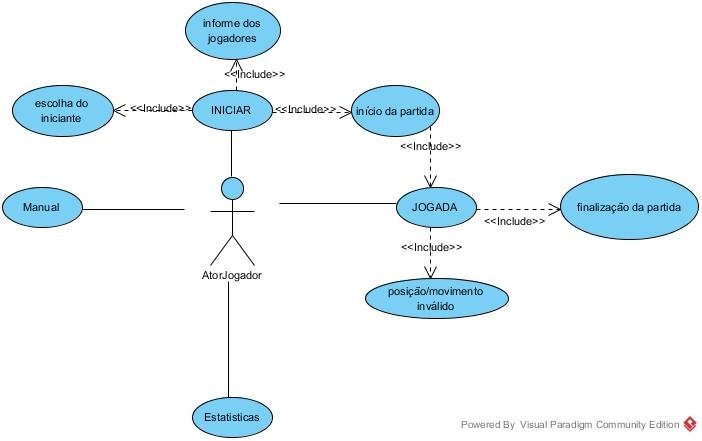 informe dos
jogadores
<<Include>>
escolha do
iniciante
<<Include>>
INICIAR
<<Include>>
início da partida
<<Include>>
Manual
JOGADA
<<Include>>
finalização da partida
<<Include>>
AtorJogador
posição/movimento
inválido
Estatisticas
Powered By Visual Paradigm Community Edition